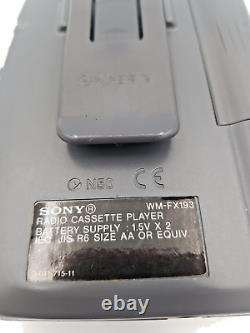 SONY
N50 CE
SONY® WM-FX193
RADIO CASSETTE PLAYER
BATTERY SUPPLY : 1.5V X 2
IEC, JIS R6 SIZE AA OR EQUIV.